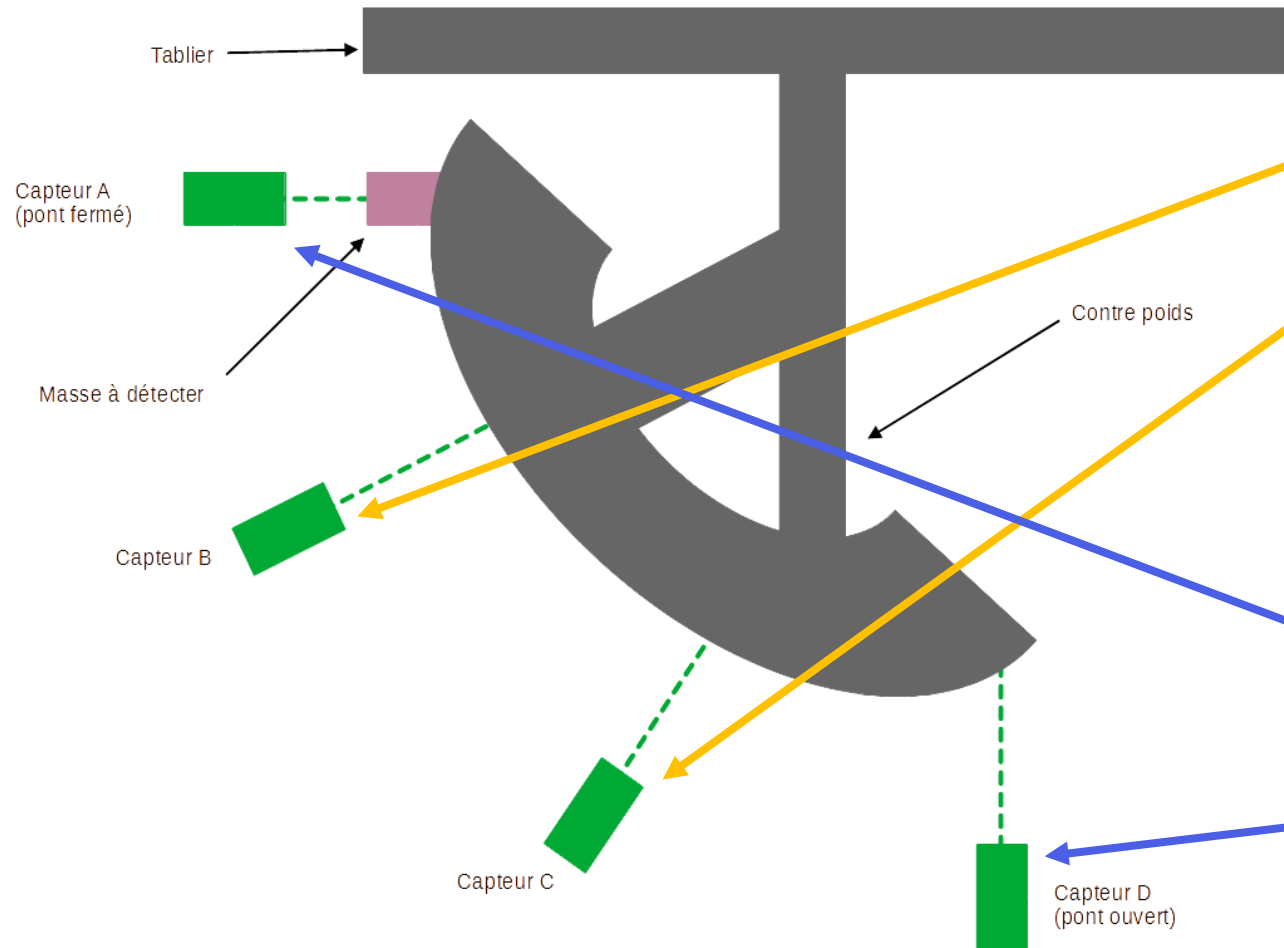 Tablier
Capteur A
(pont fermé)
Contre poids
Masse à détecter
Capteur B
Capteur C
Capteur D
(pont ouvert)